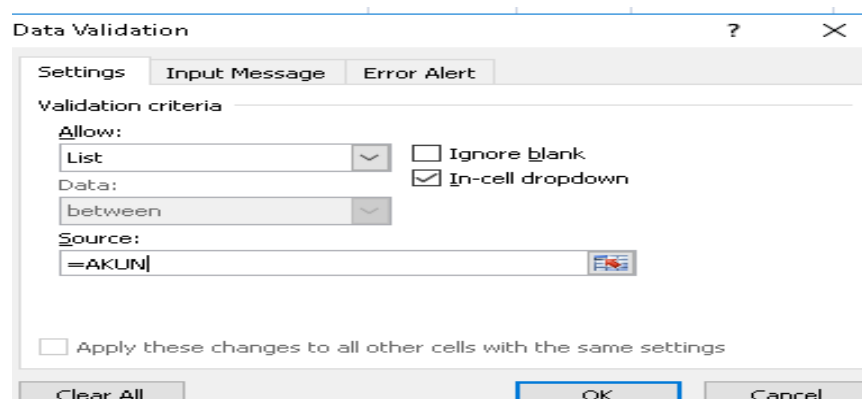 Data Validation ?
Settings Input Message Error Alert
Validation criteria
Allow:
List
Ignore blank
Data:
In-cell dropdown
between
Source:
=AKUN
Apply these changes to all other cells with the same settings
Clear All OK Cancel